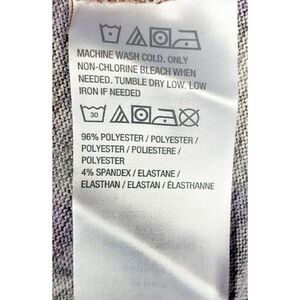 MACHINE WASH COLD. ONLY
NON-CHLORINE BLEACH WHEN
NEEDED. TUMBLE DRY LOW. LOW
IRON IF NEEDED
30
96% POLYESTER / POLYESTER /
POLYESTER / POLIESTERE /
POLYESTER
4% SPANDEX / ELASTANE /
ELASTHAN / ELASTAN / ÉLASTHANNE